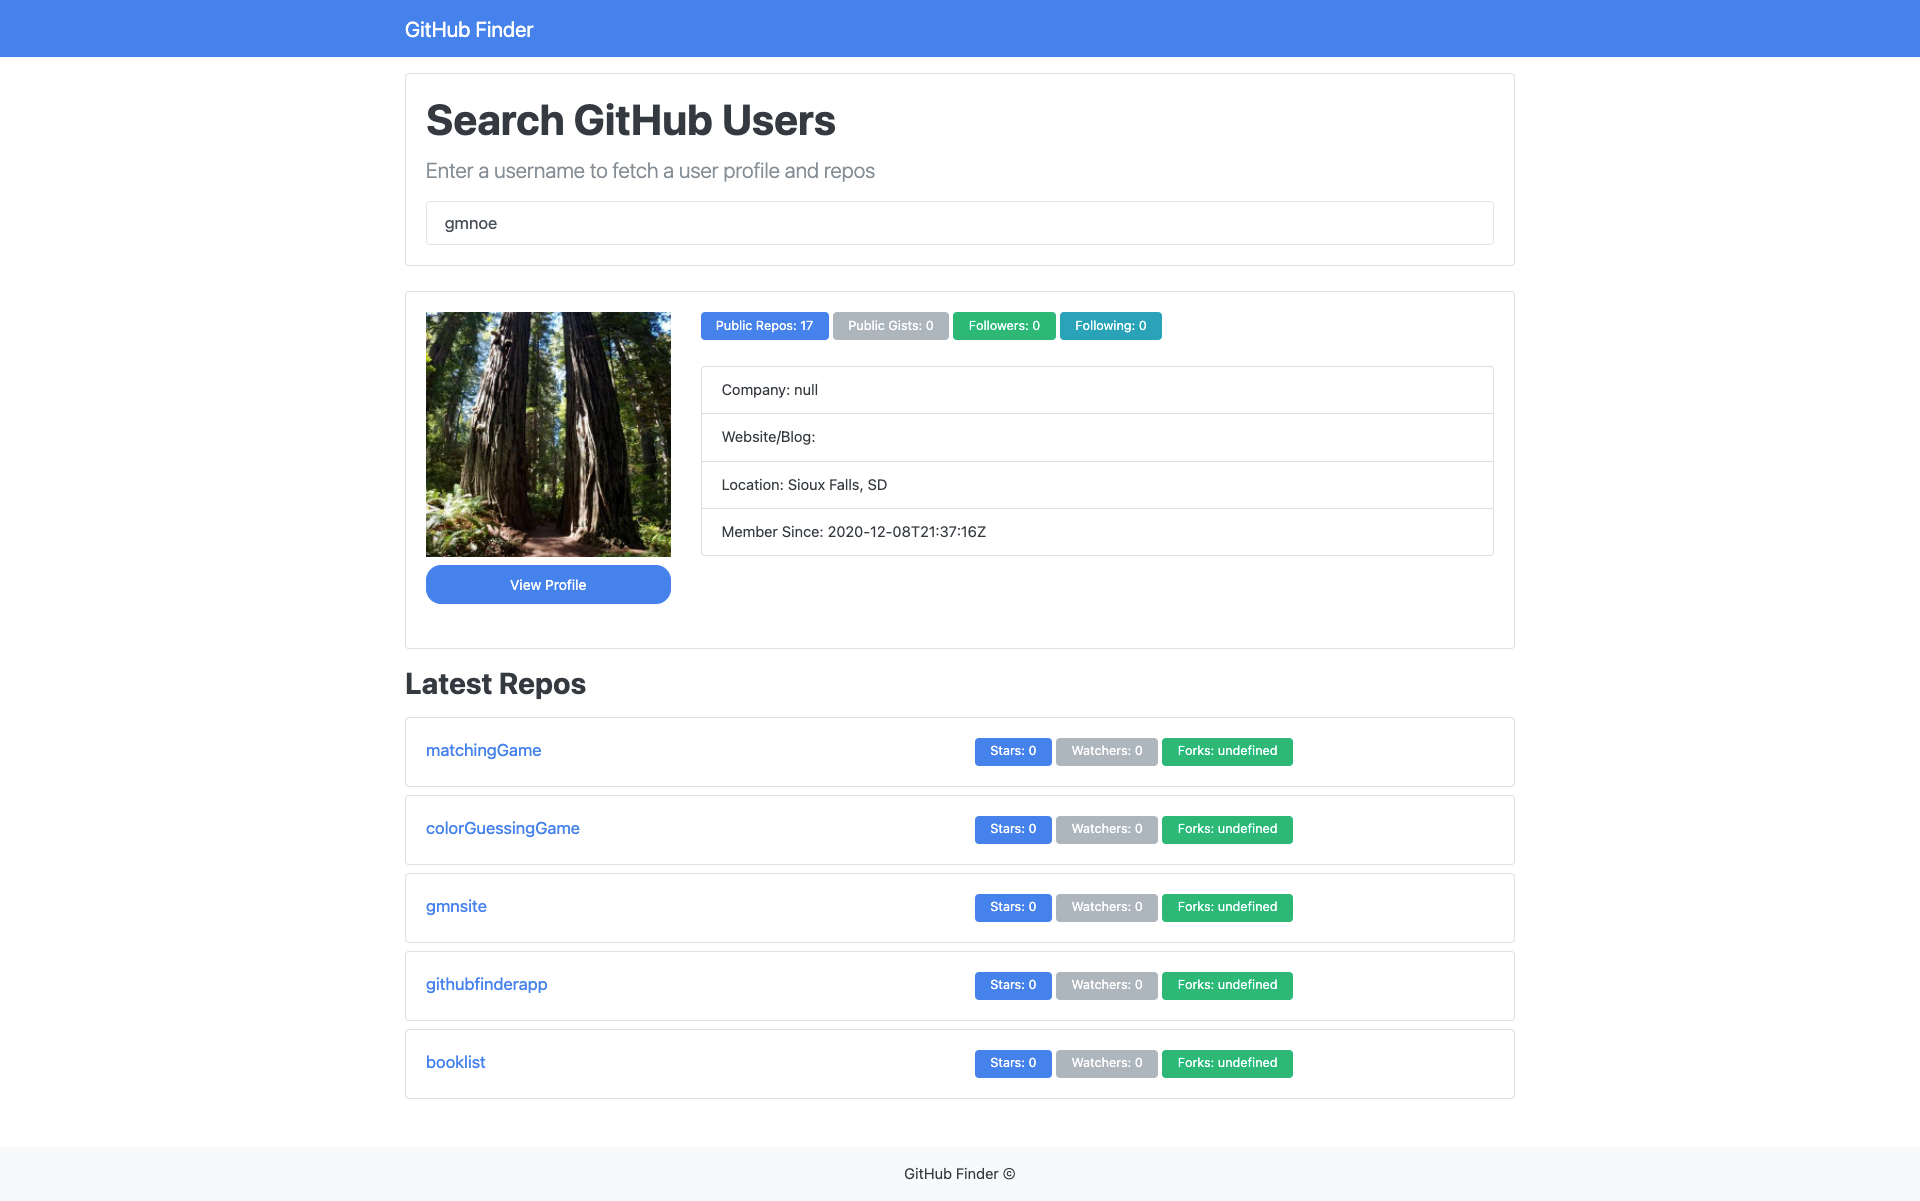 GitHub Finder
Search GitHub Users
Enter a username to fetch a user profile and repos
gmnoe
Public Repos: 17 Public Gists: 0 Followers: 0 Following: 0
Company: null
Website/Blog:
Location: Sioux Falls, SD
Member Since: 2020-12-08T21:37:16Z
View Profile
Latest Repos
matchingGame Stars: 0 Watchers: 0 Forks: undefined
colorGuessingGame Stars: 0 Watchers: 0 Forks: undefined
gmnsite Stars: 0 Watchers: 0 Forks: undefined
githubfinderapp Stars: 0 Watchers: 0 Forks: undefined
booklist Stars: 0 Watchers: 0 Forks: undefined
GitHub Finder ©